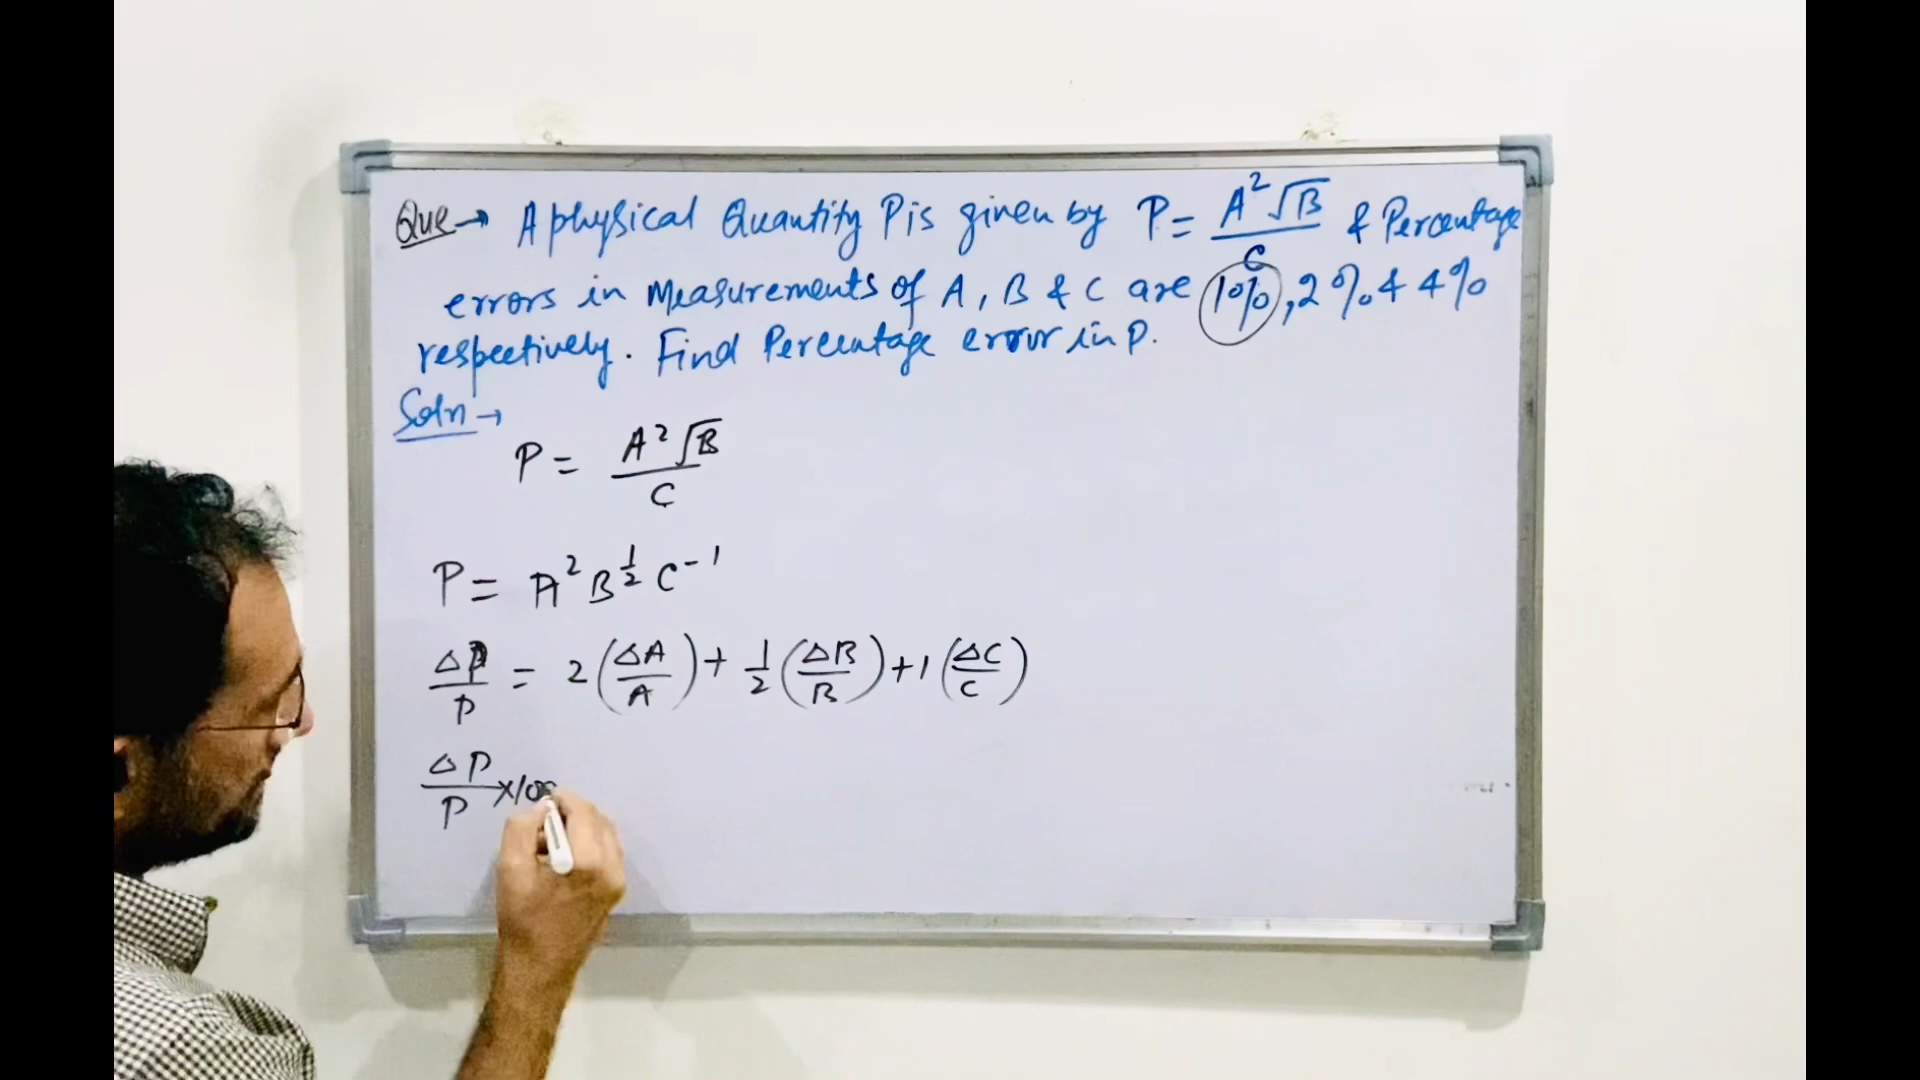 Que→ A physical Quantity P is given by P = A²√B / C & Percentage
errors in Measurements of A, B & C are 1%, 2% & 4%
respectively. Find Percentage error in P.
Soln→
P = A²√B / C
P = A² B^½ C⁻¹
ΔP/P = 2(ΔA/A) + ½(ΔB/B) + 1(ΔC/C)
ΔP/P ×100